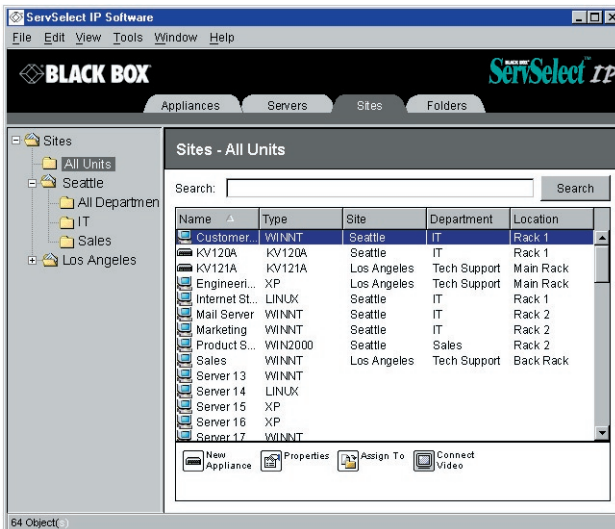 ServSelect IP Software
File Edit View Tools Window Help
BLACK BOX
ServSelect™ IP
Appliances Servers Sites Folders
Sites
All Units
Seattle
All Departmen
IT
Sales
Los Angeles
Sites - All Units
Search: Search
Name Type Site Department Location
Customer... WINNT Seattle IT Rack 1
KV120A KV120A Seattle IT Rack 1
KV121A KV121A Los Angeles Tech Support Main Rack
Engineeri... XP Los Angeles Tech Support Main Rack
Internet St... LINUX Seattle IT Rack 1
Mail Server WINNT Seattle IT Rack 2
Marketing WINNT Seattle IT Rack 2
Product S... WIN2000 Seattle Sales Rack 2
Sales WINNT Los Angeles Tech Support Back Rack
Server 13 WINNT
Server 14 LINUX
Server 15 XP
Server 16 XP
Server 17 WINNT
New Appliance Properties Assign To Connect Video
64 Object(